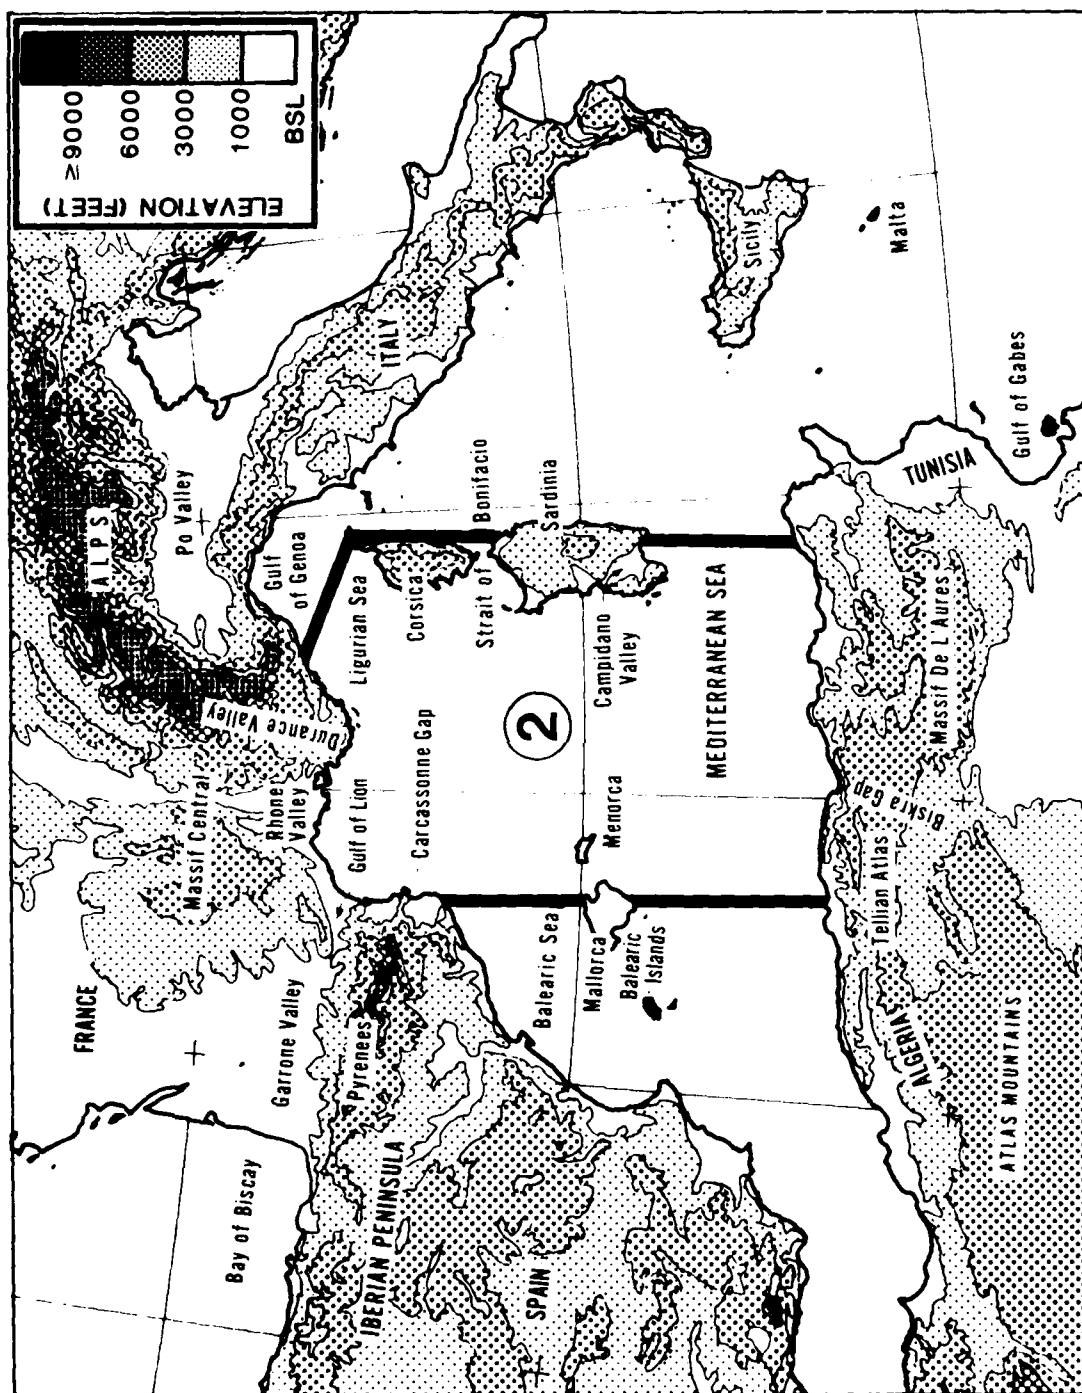 ELEVATION (FEET)
≥9000
6000
3000
1000
BSL
FRANCE
Bay of Biscay
Garrone Valley
Massif Central
Rhone
Valley
Durance Valley
ALPS
Po Valley
Gulf
of Genoa
Pyrenees
IBERIAN PENINSULA
SPAIN
Gulf of Lion
Carcassonne Gap
Ligurian Sea
Corsica
Strait of
Bonifacio
Sardinia
ITALY
2
Balearic Sea
Mallorca
Balearic
Islands
Menorca
Campidano
Valley
MEDITERRANEAN SEA
Sicily
Malta
Gulf of Gabes
TUNISIA
Massif De L'Aures
Biskra Gap
Tellian Atlas
ALGERIA
ATLAS MOUNTAINS